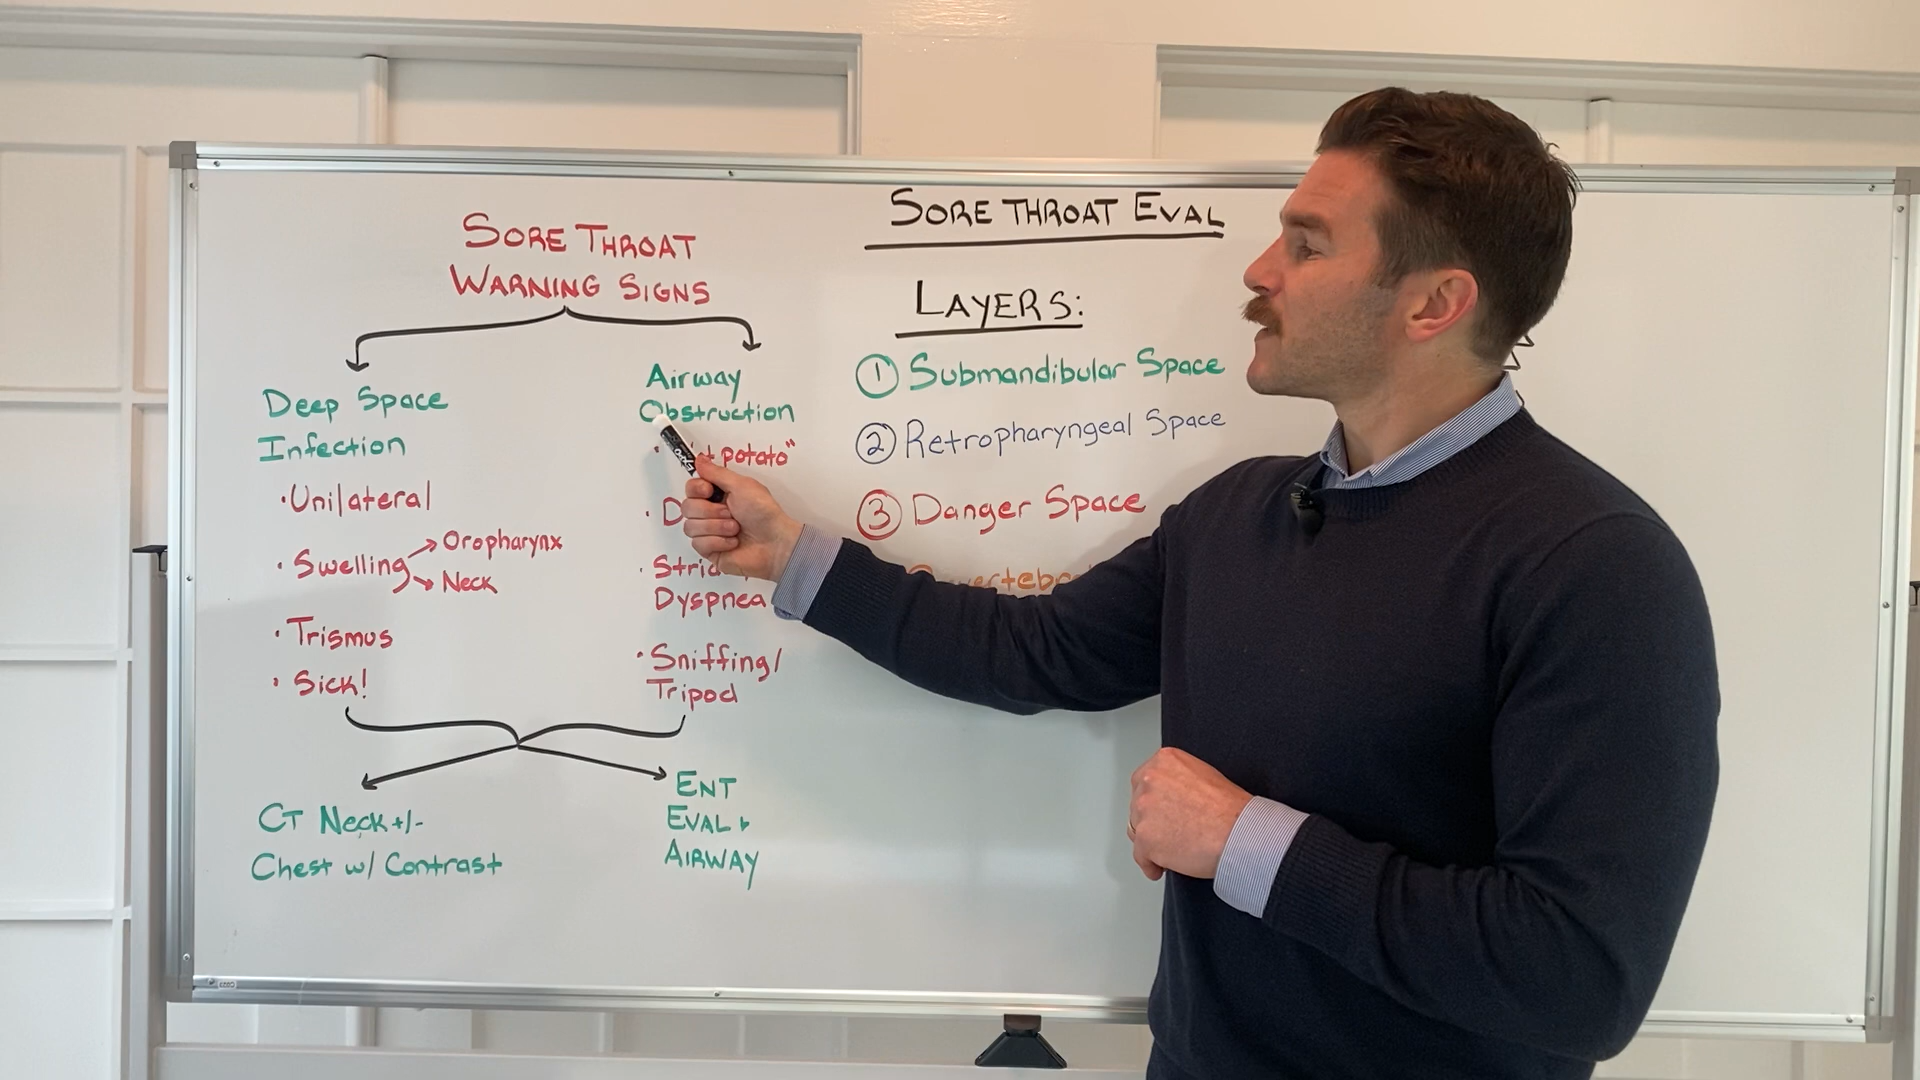 SORE THROAT
WARNING SIGNS
Deep Space
Infection
• Unilateral
• Swelling → Oropharynx
→ Neck
• Trismus
• Sick!
Airway
Obstruction
potato"
Dyspnea
• Sniffing/
Tripod
CT Neck +/-
Chest w/ Contrast
ENT
EVAL
AIRWAY
SORE THROAT EVAL
LAYERS:
① Submandibular Space
② Retropharyngeal Space
③ Danger Space